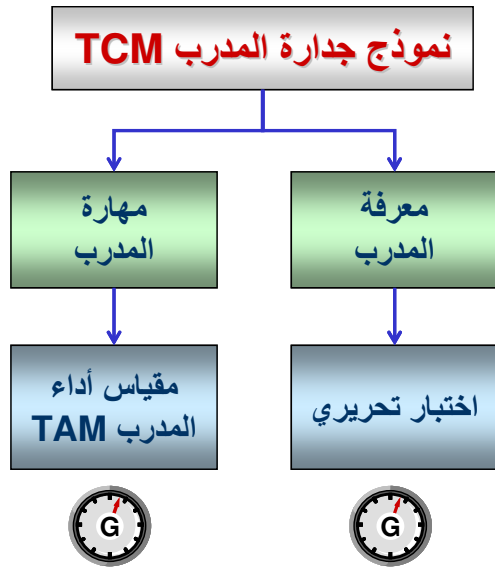 نموذج جدارة المدرب TCM
معرفة
المدرب
مهارة
المدرب
اختبار تحريري
مقياس أداء
المدرب TAM
G
G